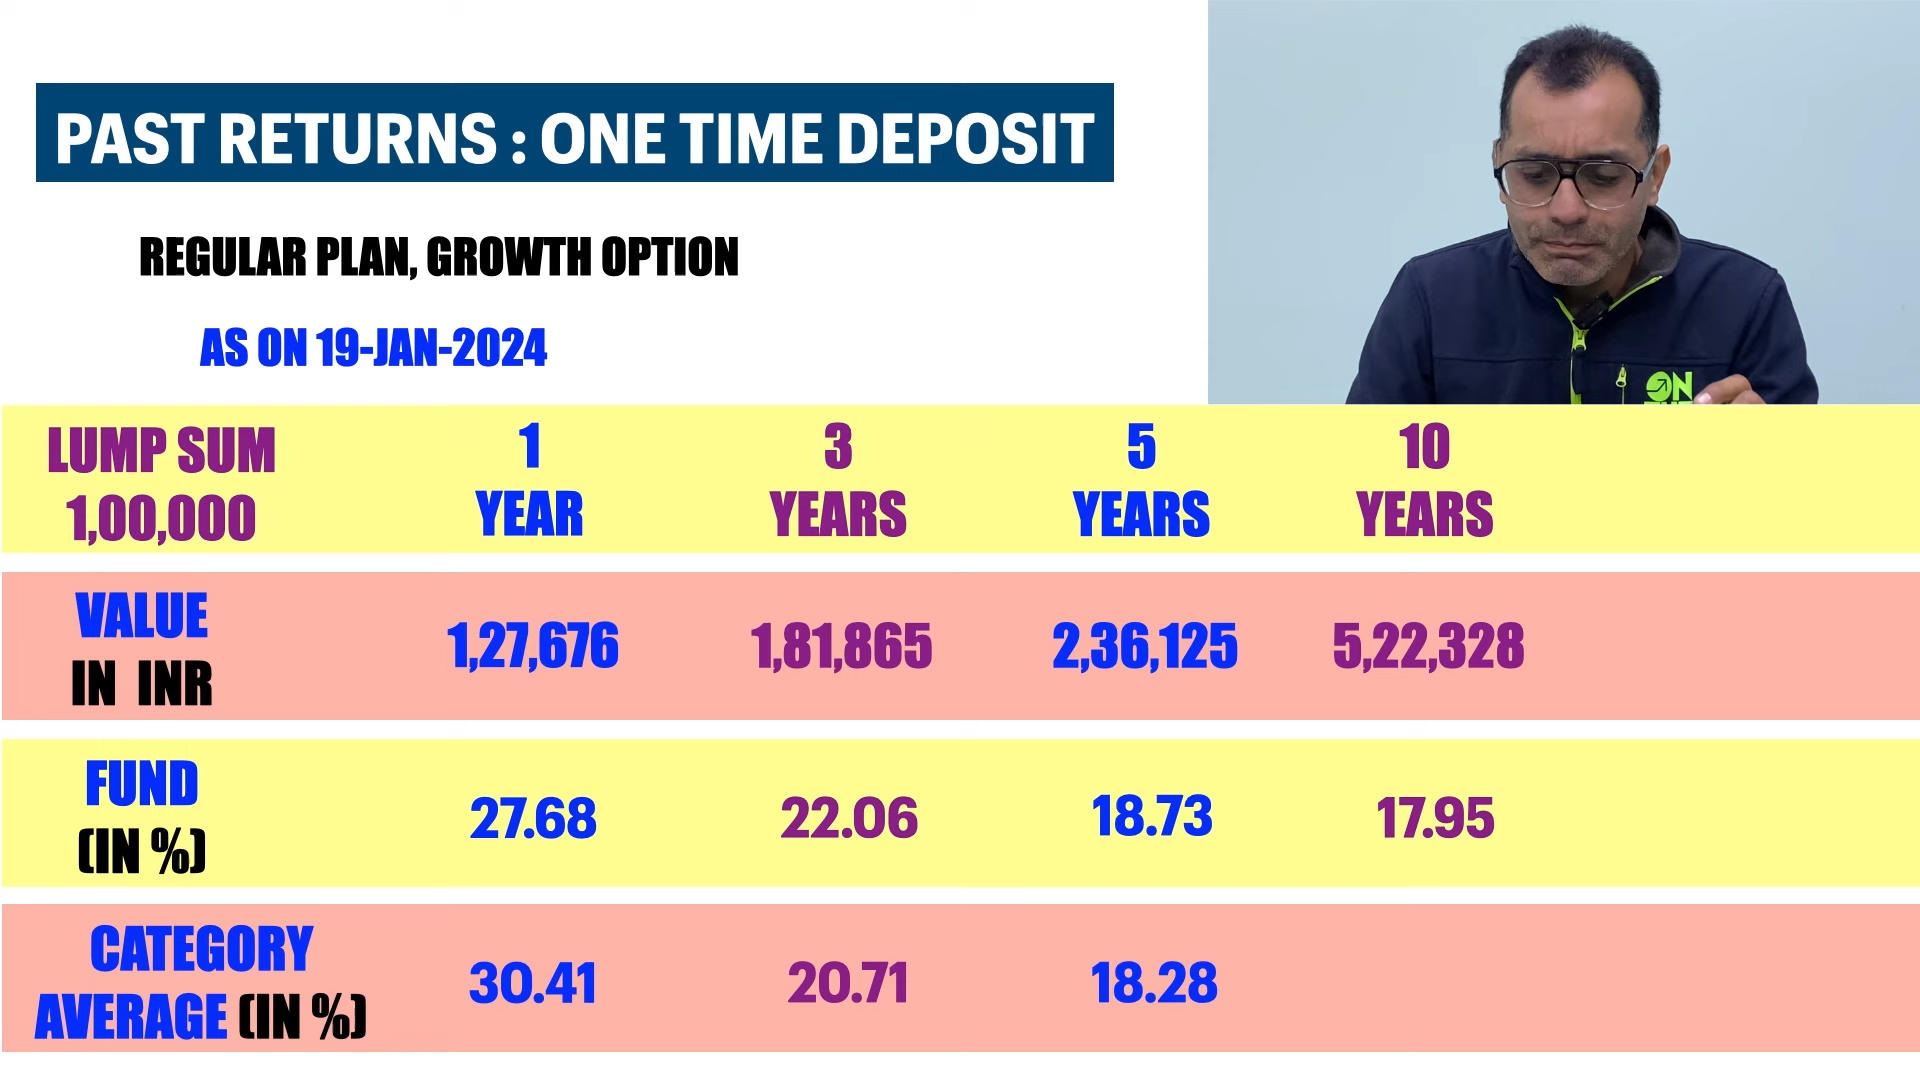 PAST RETURNS : ONE TIME DEPOSIT
REGULAR PLAN, GROWTH OPTION
AS ON 19-JAN-2024
ON
LUMP SUM 1 3 5 10
1,00,000 YEAR YEARS YEARS YEARS
VALUE
IN INR 1,27,676 1,81,865 2,36,125 5,22,328
FUND
(IN %) 27.68 22.06 18.73 17.95
CATEGORY
AVERAGE (IN %) 30.41 20.71 18.28